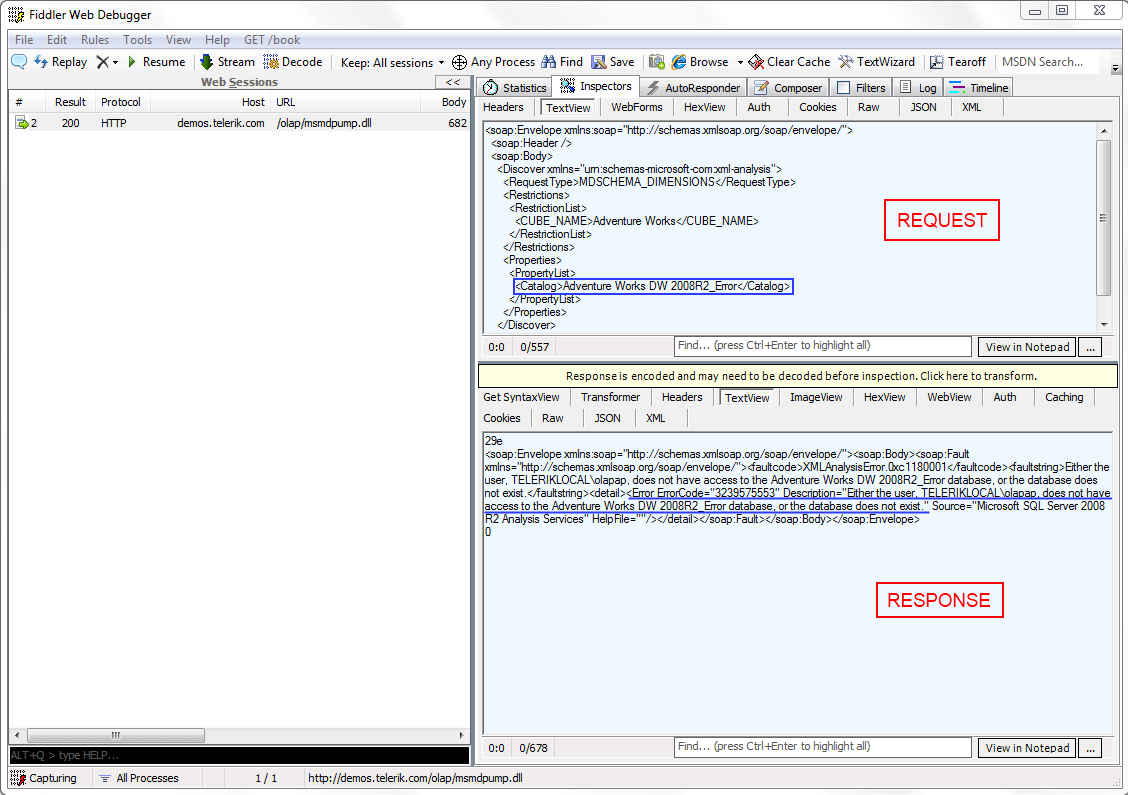 Fiddler Web Debugger
File Edit Rules Tools View Help GET /book
Replay Resume Stream Decode Keep: All sessions Any Process Find Save Browse Clear Cache TextWizard Tearoff MSDN Search...
Web Sessions <<
# Result Protocol Host URL Body
2 200 HTTP demos.telerik.com /olap/msmdpump.dll 682
Statistics Inspectors AutoResponder Composer Filters Log Timeline
Headers TextView WebForms HexView Auth Cookies Raw JSON XML
<soap:Envelope xmlns:soap="http://schemas.xmlsoap.org/soap/envelope/">
<soap:Header />
<soap:Body>
<Discover xmlns="urn:schemas-microsoft-com:xml-analysis">
<RequestType>MDSCHEMA_DIMENSIONS</RequestType>
<Restrictions>
<RestrictionList>
<CUBE_NAME>Adventure Works</CUBE_NAME>
</RestrictionList>
</Restrictions>
<Properties>
<PropertyList>
<Catalog>Adventure Works DW 2008R2_Error</Catalog>
</PropertyList>
</Properties>
</Discover>
REQUEST
0:0 0/557 Find... (press Ctrl+Enter to highlight all) View in Notepad ...
Response is encoded and may need to be decoded before inspection. Click here to transform.
Get SyntaxView Transformer Headers TextView ImageView HexView WebView Auth Caching
Cookies Raw JSON XML
29e
<soap:Envelope xmlns:soap="http://schemas.xmlsoap.org/soap/envelope/"><soap:Body><soap:Fault
xmlns="http://schemas.xmlsoap.org/soap/envelope/"><faultcode>XMLAnalysisError.0xc1180001</faultcode><faultstring>Either the
user, TELERIKLOCAL\olapap, does not have access to the Adventure Works DW 2008R2_Error database, or the database does
not exist.</faultstring><detail><Error ErrorCode="3239575553" Description="Either the user, TELERIKLOCAL\olapap, does not have
access to the Adventure Works DW 2008R2_Error database, or the database does not exist." Source="Microsoft SQL Server 2008
R2 Analysis Services" HelpFile=""/></detail></soap:Fault></soap:Body></soap:Envelope>
0
RESPONSE
0:0 0/678 Find... (press Ctrl+Enter to highlight all) View in Notepad ...
ALT+Q > type HELP...
Capturing All Processes 1 / 1 http://demos.telerik.com/olap/msmdpump.dll